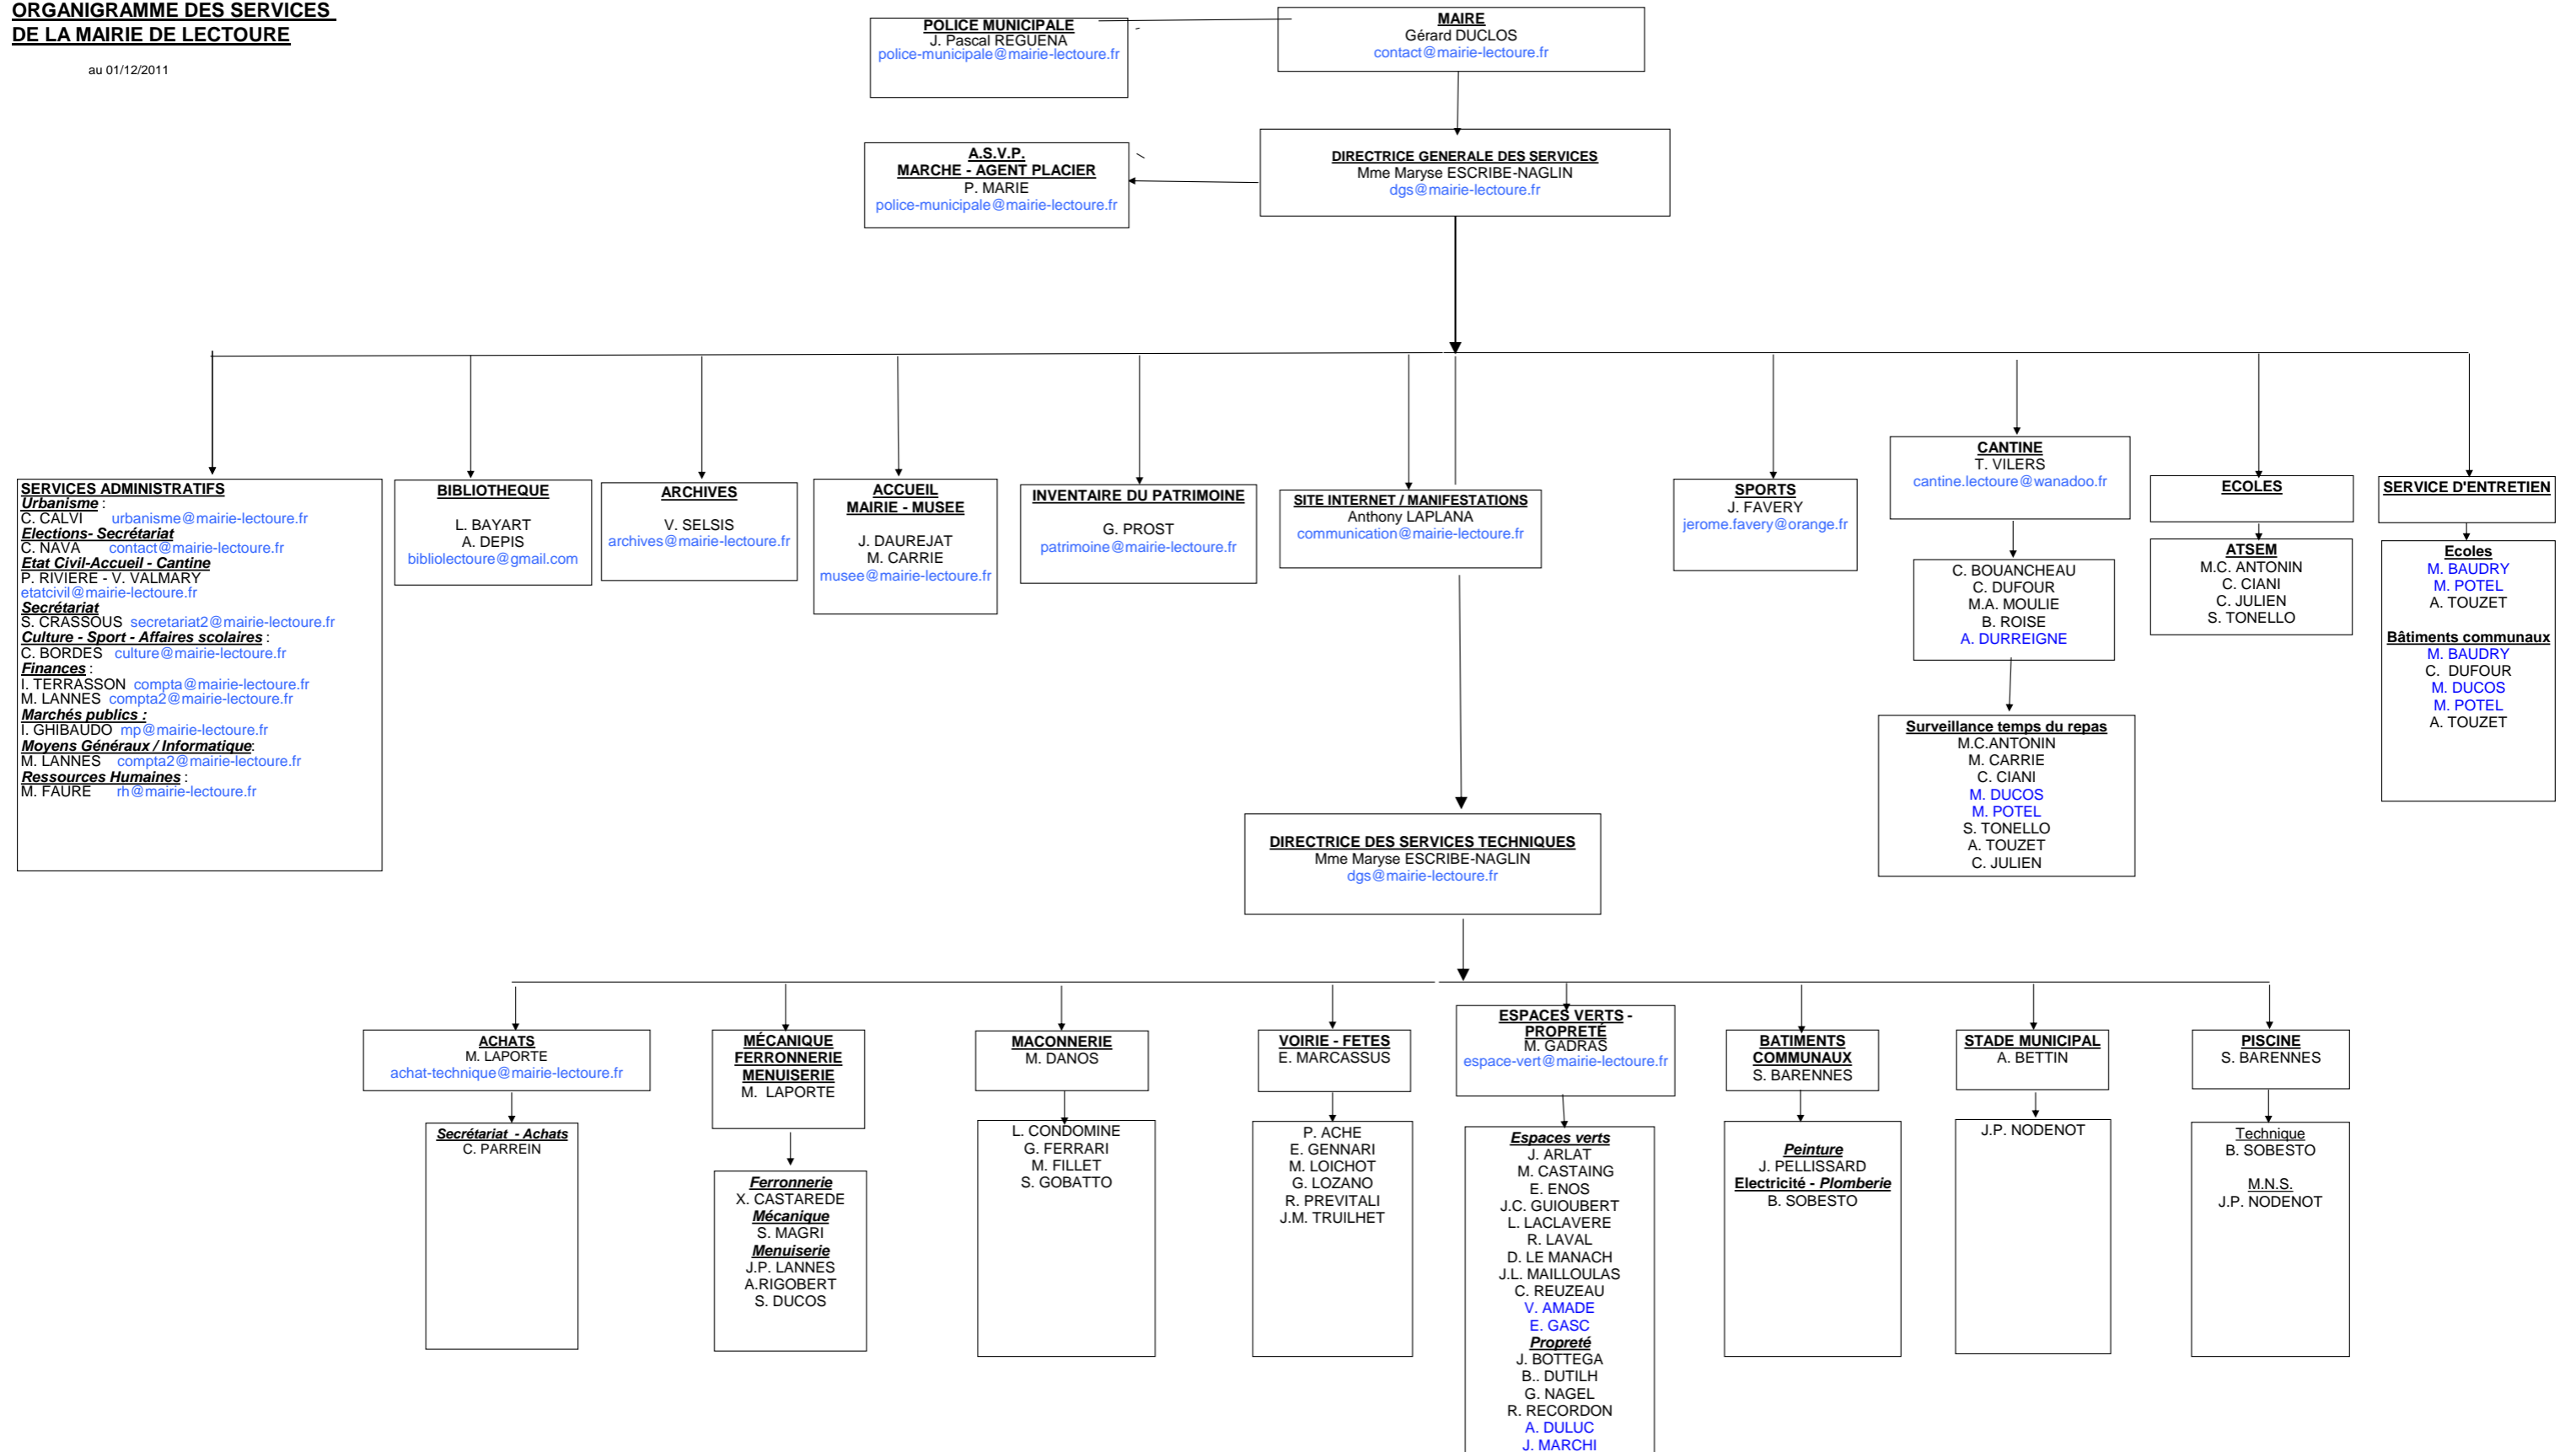 ORGANIGRAMME DES SERVICES
DE LA MAIRIE DE LECTOURE
au 01/12/2011
POLICE MUNICIPALE
J. Pascal REGUENA
police-municipale@mairie-lectoure.fr
MAIRE
Gérard DUCLOS
contact@mairie-lectoure.fr
A.S.V.P.
MARCHE - AGENT PLACIER
P. MARIE
police-municipale@mairie-lectoure.fr
DIRECTRICE GENERALE DES SERVICES
Mme Maryse ESCRIBE-NAGLIN
dgs@mairie-lectoure.fr
SERVICES ADMINISTRATIFS
Urbanisme :
C. CALVI urbanisme@mairie-lectoure.fr
Elections- Secrétariat
C. NAVA contact@mairie-lectoure.fr
Etat Civil-Accueil - Cantine
P. RIVIERE - V. VALMARY
etatcivil@mairie-lectoure.fr
Secrétariat
S. CRASSOUS secretariat2@mairie-lectoure.fr
Culture - Sport - Affaires scolaires :
C. BORDES culture@mairie-lectoure.fr
Finances :
I. TERRASSON compta@mairie-lectoure.fr
M. LANNES compta2@mairie-lectoure.fr
Marchés publics :
I. GHIBAUDO mp@mairie-lectoure.fr
Moyens Généraux / Informatique:
M. LANNES compta2@mairie-lectoure.fr
Ressources Humaines :
M. FAURE rh@mairie-lectoure.fr
BIBLIOTHEQUE
L. BAYART
A. DEPIS
bibliolectoure@gmail.com
ARCHIVES
V. SELSIS
archives@mairie-lectoure.fr
ACCUEIL
MAIRIE - MUSEE
J. DAUREJAT
M. CARRIE
musee@mairie-lectoure.fr
INVENTAIRE DU PATRIMOINE
G. PROST
patrimoine@mairie-lectoure.fr
SITE INTERNET / MANIFESTATIONS
Anthony LAPLANA
communication@mairie-lectoure.fr
SPORTS
J. FAVERY
jerome.favery@orange.fr
CANTINE
T. VILERS
cantine.lectoure@wanadoo.fr
C. BOUANCHEAU
C. DUFOUR
M.A. MOULIE
B. ROISE
A. DURREIGNE
Surveillance temps du repas
M.C.ANTONIN
M. CARRIE
C. CIANI
M. DUCOS
M. POTEL
S. TONELLO
A. TOUZET
C. JULIEN
ECOLES
ATSEM
M.C. ANTONIN
C. CIANI
C. JULIEN
S. TONELLO
SERVICE D'ENTRETIEN
Ecoles
M. BAUDRY
M. POTEL
A. TOUZET
Bâtiments communaux
M. BAUDRY
C. DUFOUR
M. DUCOS
M. POTEL
A. TOUZET
DIRECTRICE DES SERVICES TECHNIQUES
Mme Maryse ESCRIBE-NAGLIN
dgs@mairie-lectoure.fr
ACHATS
M. LAPORTE
achat-technique@mairie-lectoure.fr
Secrétariat - Achats
C. PARREIN
MÉCANIQUE
FERRONNERIE
MENUISERIE
M. LAPORTE
Ferronnerie
X. CASTAREDE
Mécanique
S. MAGRI
Menuiserie
J.P. LANNES
A.RIGOBERT
S. DUCOS
MACONNERIE
M. DANOS
L. CONDOMINE
G. FERRARI
M. FILLET
S. GOBATTO
VOIRIE - FETES
E. MARCASSUS
P. ACHE
E. GENNARI
M. LOICHOT
G. LOZANO
R. PREVITALI
J.M. TRUILHET
ESPACES VERTS -
PROPRETÉ
M. GADRAS
espace-vert@mairie-lectoure.fr
Espaces verts
J. ARLAT
M. CASTAING
E. ENOS
J.C. GUIOUBERT
L. LACLAVERE
R. LAVAL
D. LE MANACH
J.L. MAILLOULAS
C. REUZEAU
V. AMADE
E. GASC
Propreté
J. BOTTEGA
B.. DUTILH
G. NAGEL
R. RECORDON
A. DULUC
J. MARCHI
BATIMENTS
COMMUNAUX
S. BARENNES
Peinture
J. PELLISSARD
Electricité - Plomberie
B. SOBESTO
STADE MUNICIPAL
A. BETTIN
J.P. NODENOT
PISCINE
S. BARENNES
Technique
B. SOBESTO
M.N.S.
J.P. NODENOT